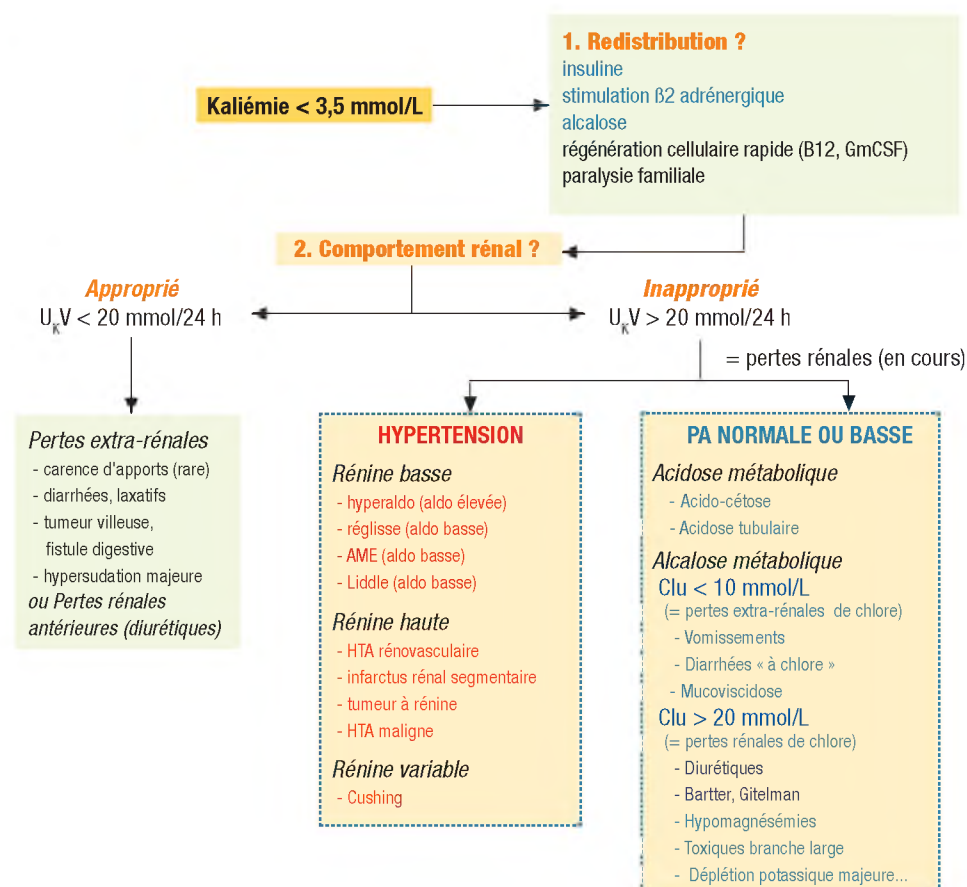 1. Redistribution ?
insuline
stimulation ß2 adrénergique
alcalose
régénération cellulaire rapide (B12, GmCSF)
paralysie familiale
Kaliémie < 3,5 mmol/L
2. Comportement rénal ?
Approprié
UKV < 20 mmol/24 h
Inapproprié
UKV > 20 mmol/24 h
= pertes rénales (en cours)
Pertes extra-rénales
- carence d'apports (rare)
- diarrhées, laxatifs
- tumeur villeuse,
fistule digestive
- hypersudation majeure
ou Pertes rénales
antérieures (diurétiques)
HYPERTENSION
Rénine basse
- hyperaldo (aldo élevée)
- réglisse (aldo basse)
- AME (aldo basse)
- Liddle (aldo basse)
Rénine haute
- HTA rénovasculaire
- infarctus rénal segmentaire
- tumeur à rénine
- HTA maligne
Rénine variable
- Cushing
PA NORMALE OU BASSE
Acidose métabolique
- Acido-cétose
- Acidose tubulaire
Alcalose métabolique
Clu < 10 mmol/L
(= pertes extra-rénales de chlore)
- Vomissements
- Diarrhées « à chlore »
- Mucoviscidose
Clu > 20 mmol/L
(= pertes rénales de chlore)
- Diurétiques
- Bartter, Gitelman
- Hypomagnésémies
- Toxiques branche large
- Déplétion potassique majeure...